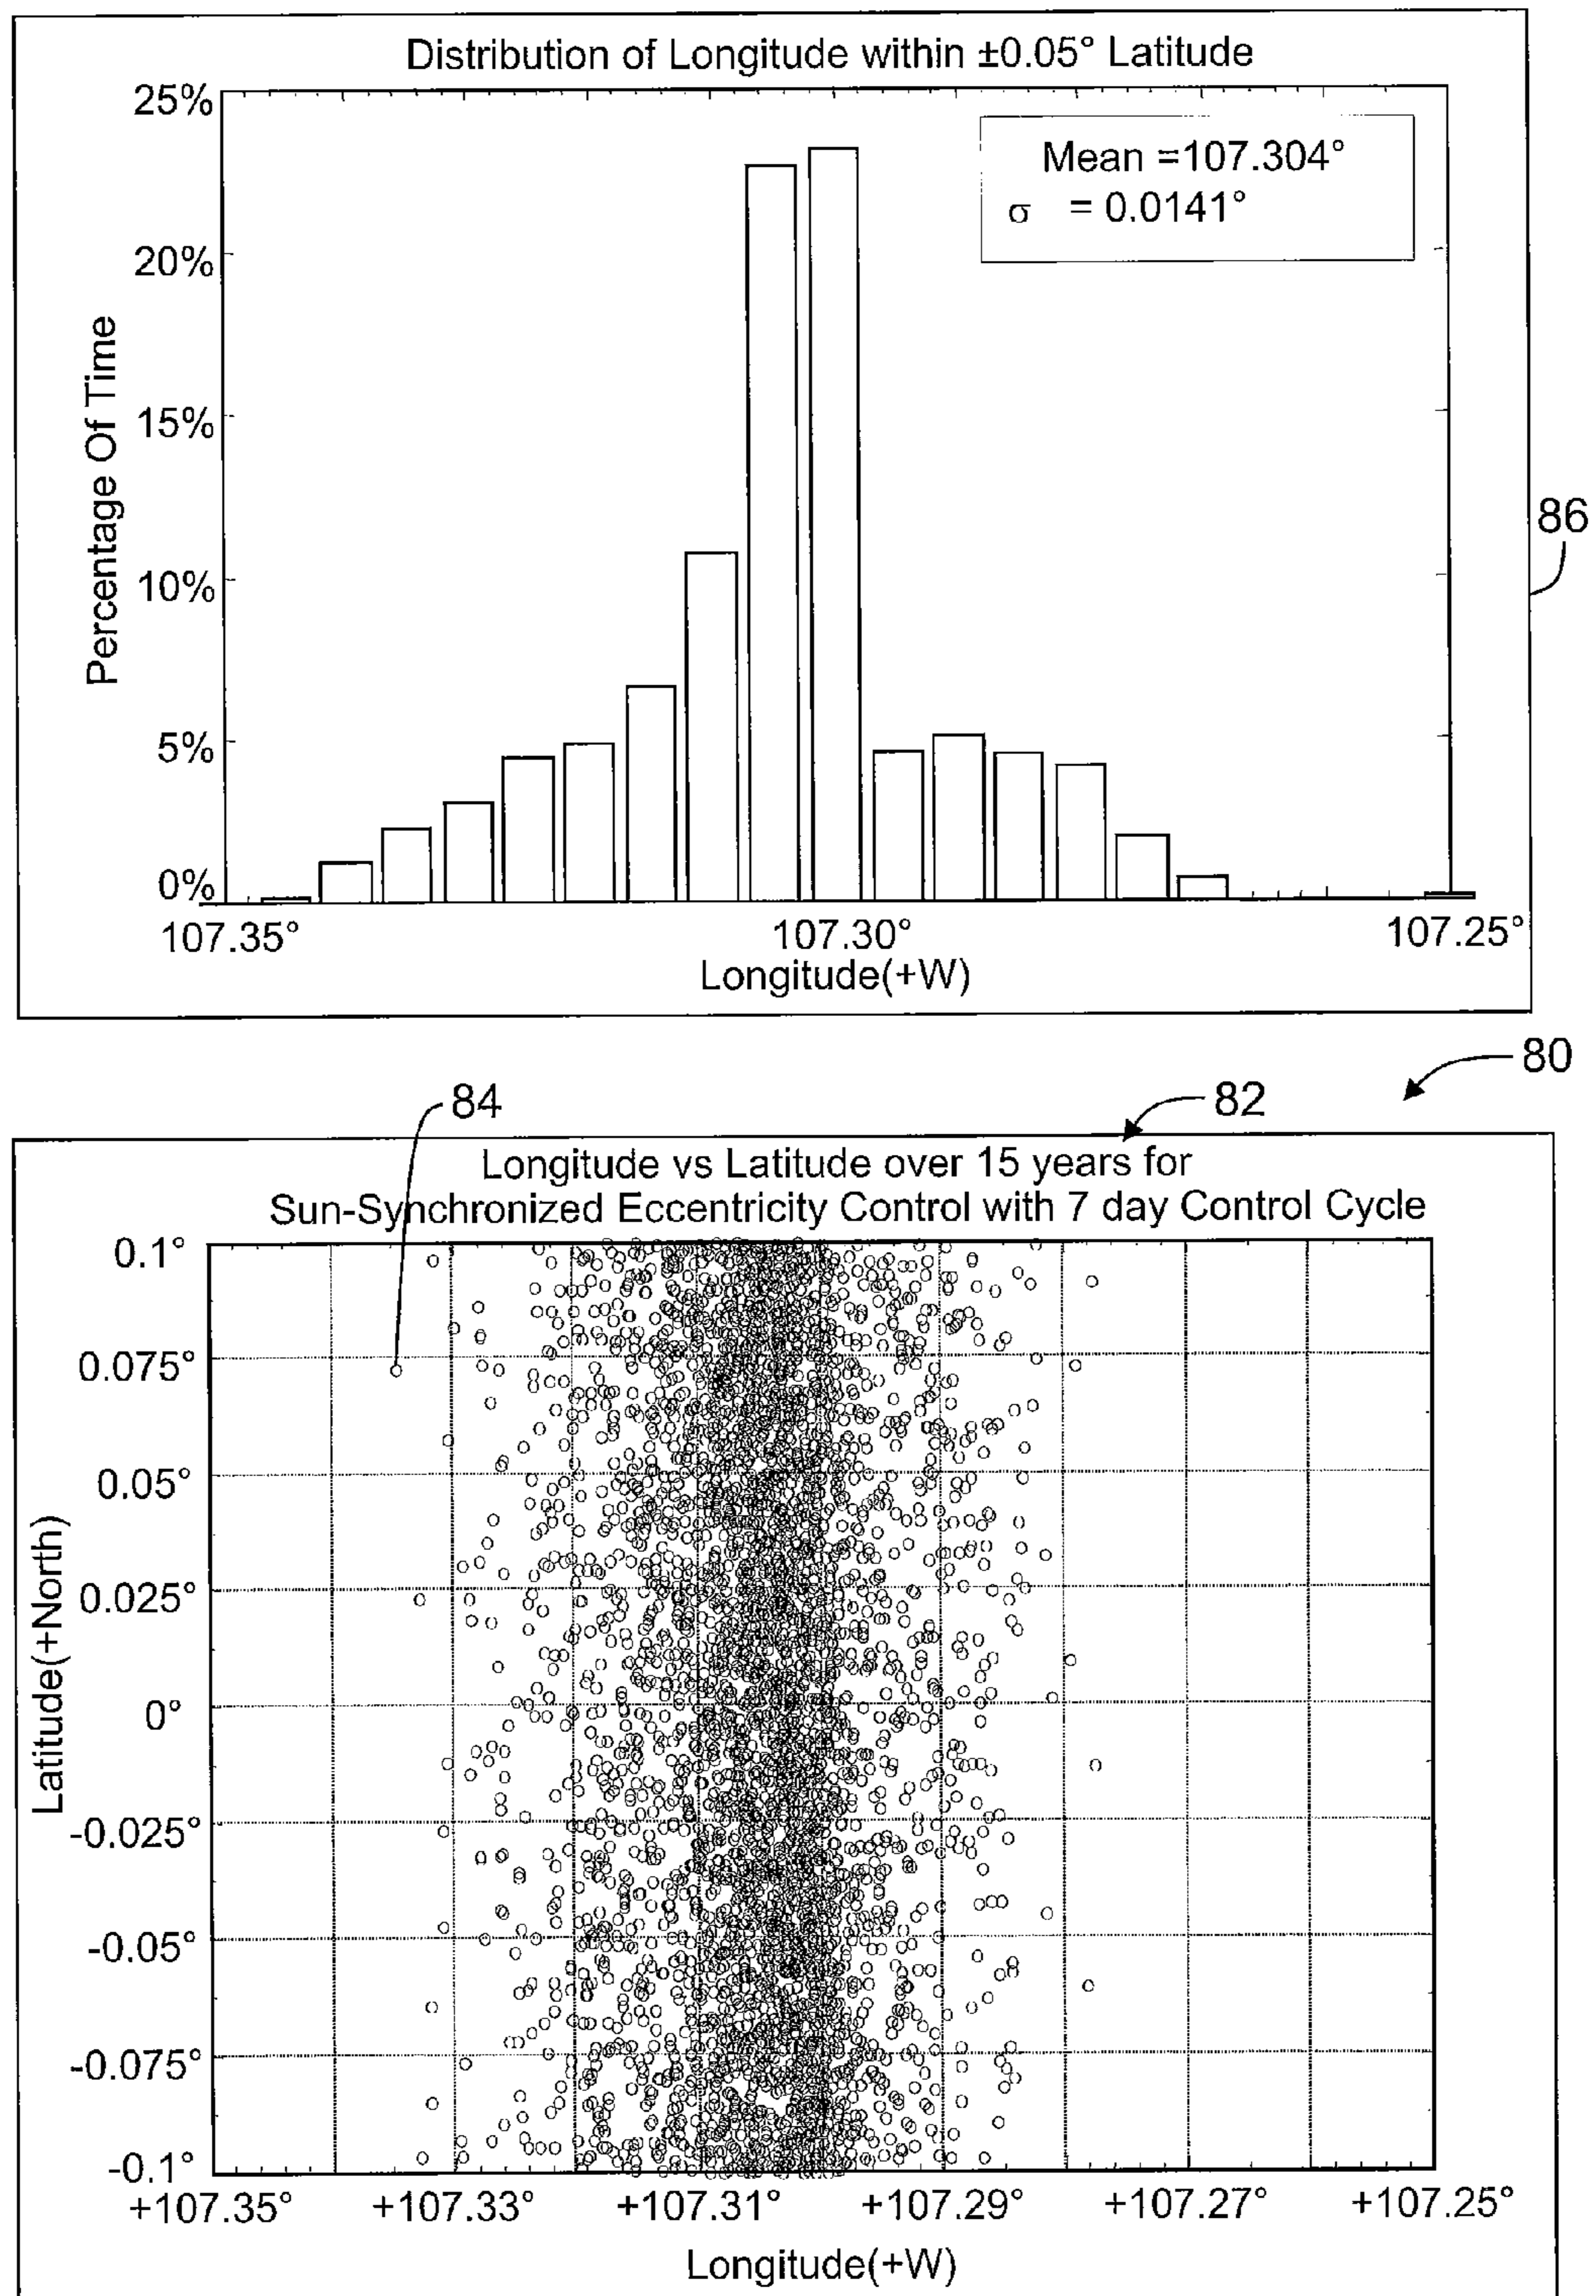 Distribution of Longitude within ±0.05° Latitude
25%
20%
15%
10%
5%
0%
Percentage Of Time
Mean =107.304°
σ = 0.0141°
107.35° 107.30° 107.25°
Longitude(+W)
86
80
84
82
Longitude vs Latitude over 15 years for
Sun-Synchronized Eccentricity Control with 7 day Control Cycle
0.1°
0.075°
0.05°
0.025°
0°
-0.025°
-0.05°
-0.075°
-0.1°
Latitude(+North)
+107.35° +107.33° +107.31° +107.29° +107.27° +107.25°
Longitude(+W)